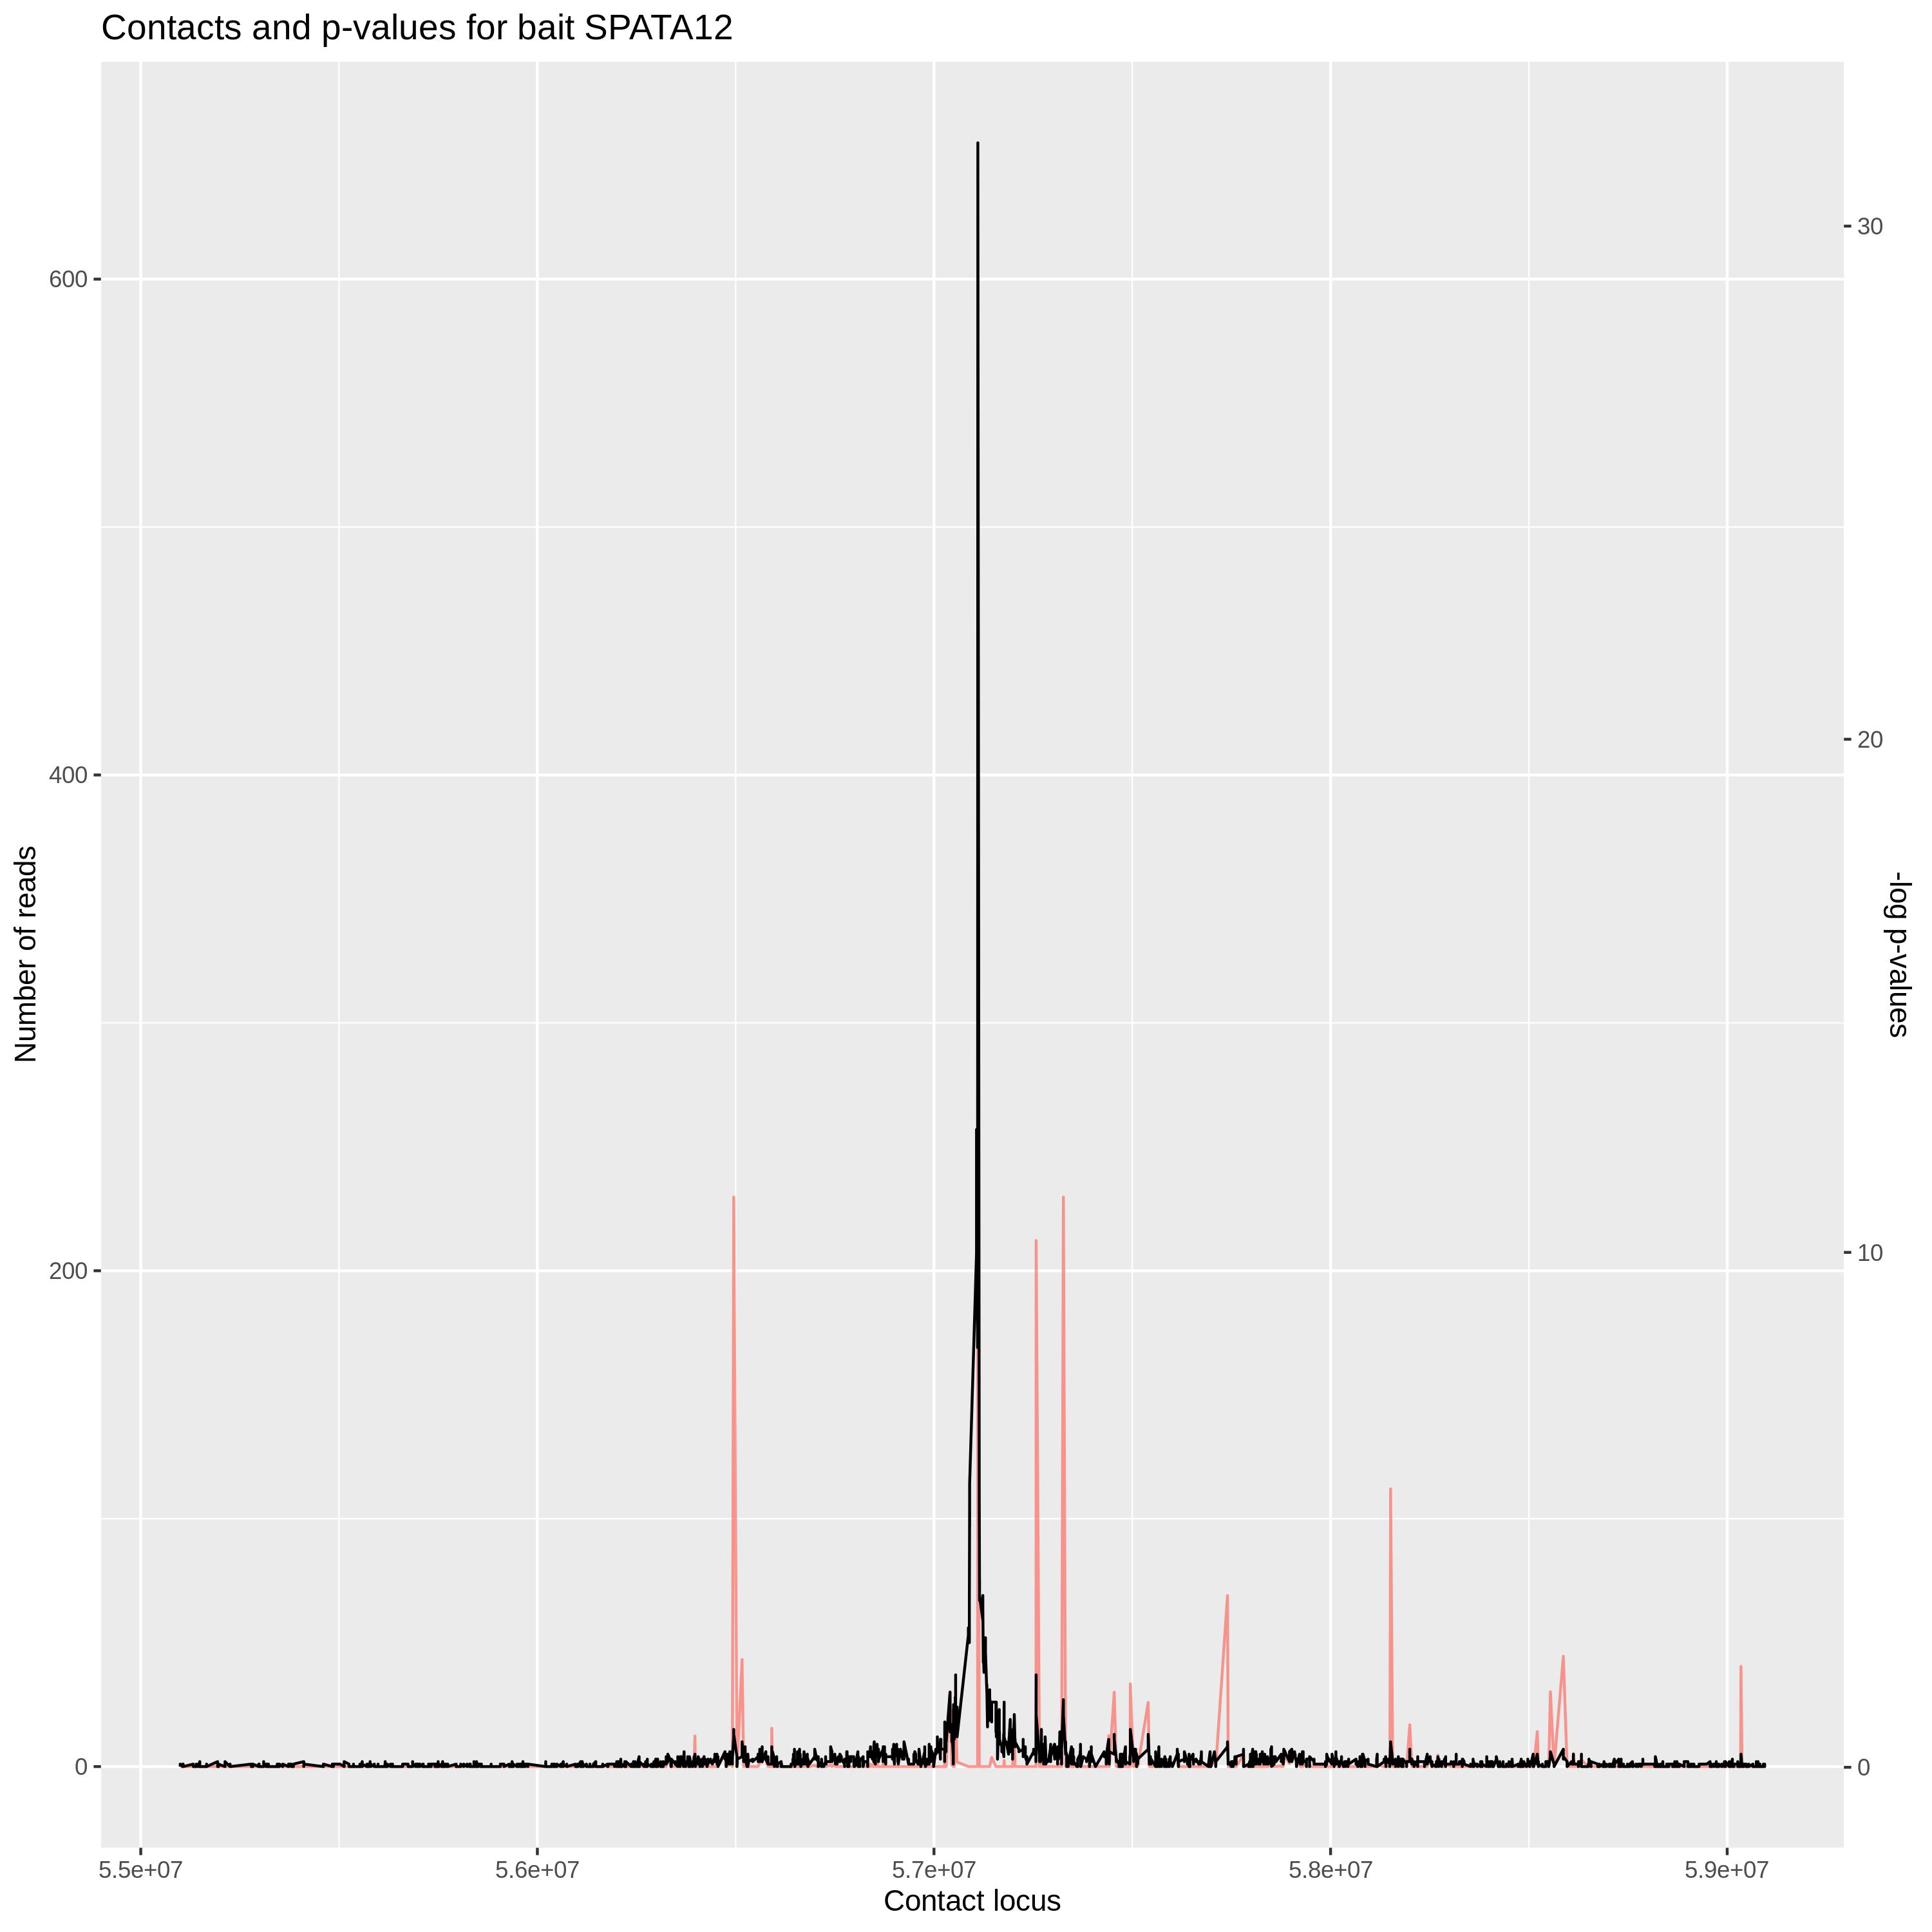 Contacts and p-values for bait SPATA12
Number of reads
600
400
200
0
30
20
10
0
-log p-values
5.5e+07 5.6e+07 5.7e+07 5.8e+07 5.9e+07
Contact locus